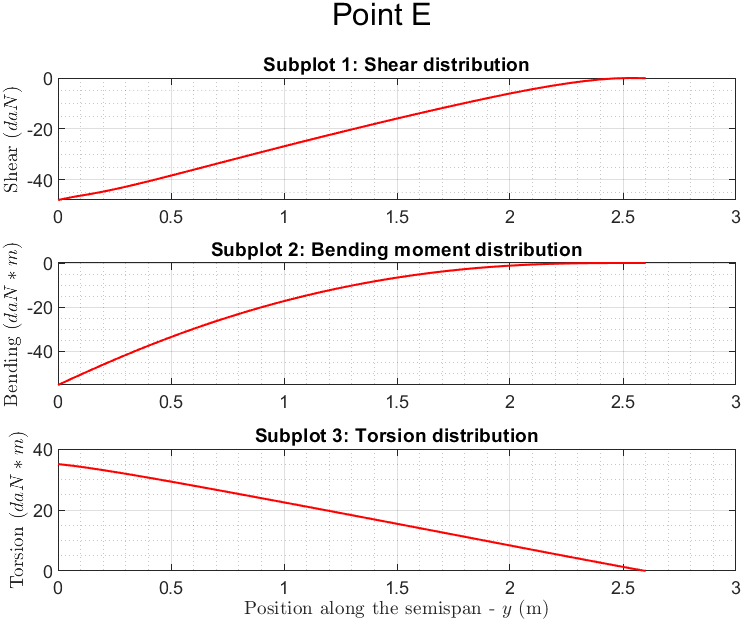 Point E
Subplot 1: Shear distribution
Shear (daN)
0
-20
-40
0 0.5 1 1.5 2 2.5 3
Subplot 2: Bending moment distribution
Bending (daN * m)
0
-20
-40
0 0.5 1 1.5 2 2.5 3
Subplot 3: Torsion distribution
Torsion (daN * m)
40
20
0
0 0.5 1 1.5 2 2.5 3
Position along the semispan - y (m)